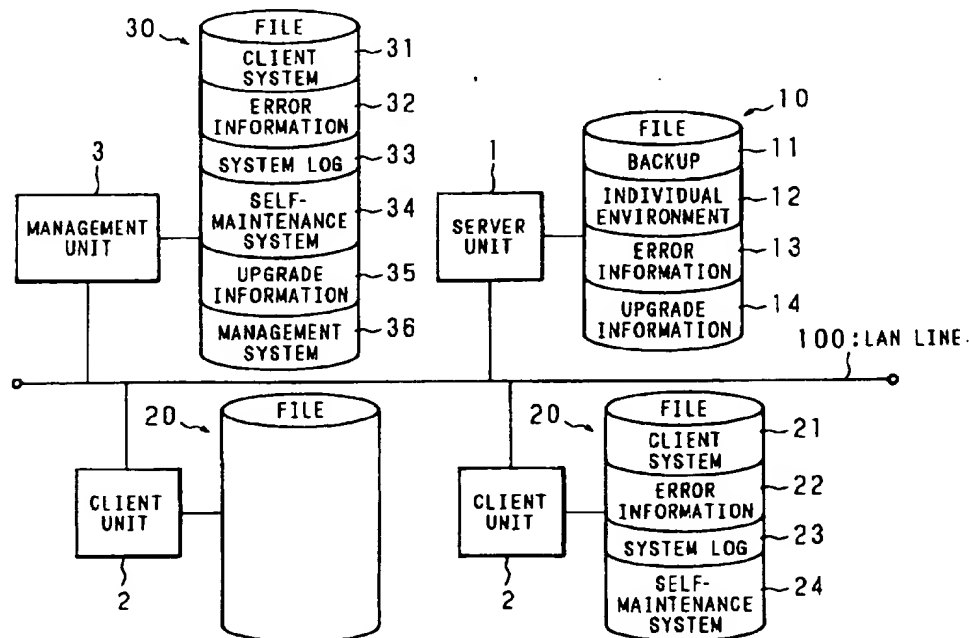 30
FILE
CLIENT
SYSTEM
31
ERROR
INFORMATION
32
SYSTEM LOG
33
SELF-
MAINTENANCE
SYSTEM
34
UPGRADE
INFORMATION
35
MANAGEMENT
SYSTEM
36
3
MANAGEMENT
UNIT
1
SERVER
UNIT
10
FILE
BACKUP
11
INDIVIDUAL
ENVIRONMENT
12
ERROR
INFORMATION
13
UPGRADE
INFORMATION
14
100:LAN LINE
20
FILE
CLIENT
UNIT
2
20
FILE
CLIENT
SYSTEM
21
ERROR
INFORMATION
22
SYSTEM LOG
23
SELF-
MAINTENANCE
SYSTEM
24
CLIENT
UNIT
2